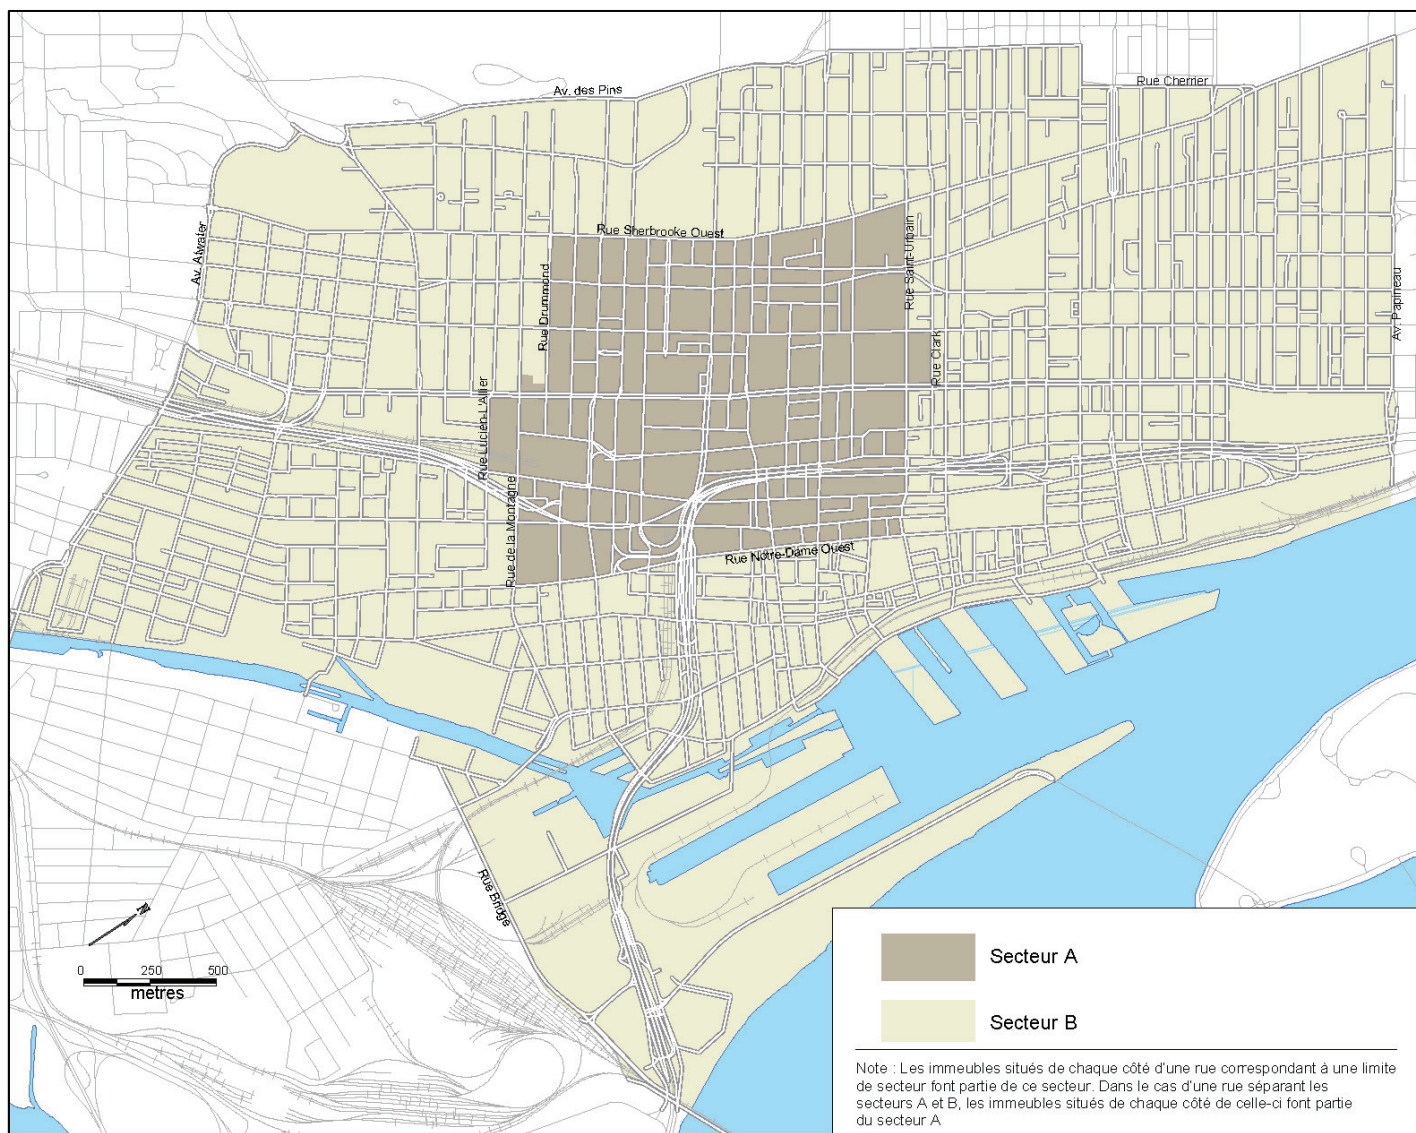 Rue Cherrier
Av. des Pins
Rue Sherbrooke Ouest
Rue Saint-Urbain
Av. Atwater
Rue Drummond
Av. Papineau
Rue Clark
Rue Lucien-L'Allier
Rue de la Montagne
Rue Notre-Dame Ouest
Rue Bridge
N
0 250 500
mètres
Secteur A
Secteur B
Note : Les immeubles situés de chaque côté d'une rue correspondant à une limite
de secteur font partie de ce secteur. Dans le cas d'une rue séparant les
secteurs A et B, les immeubles situés de chaque côté de celle-ci font partie
du secteur A